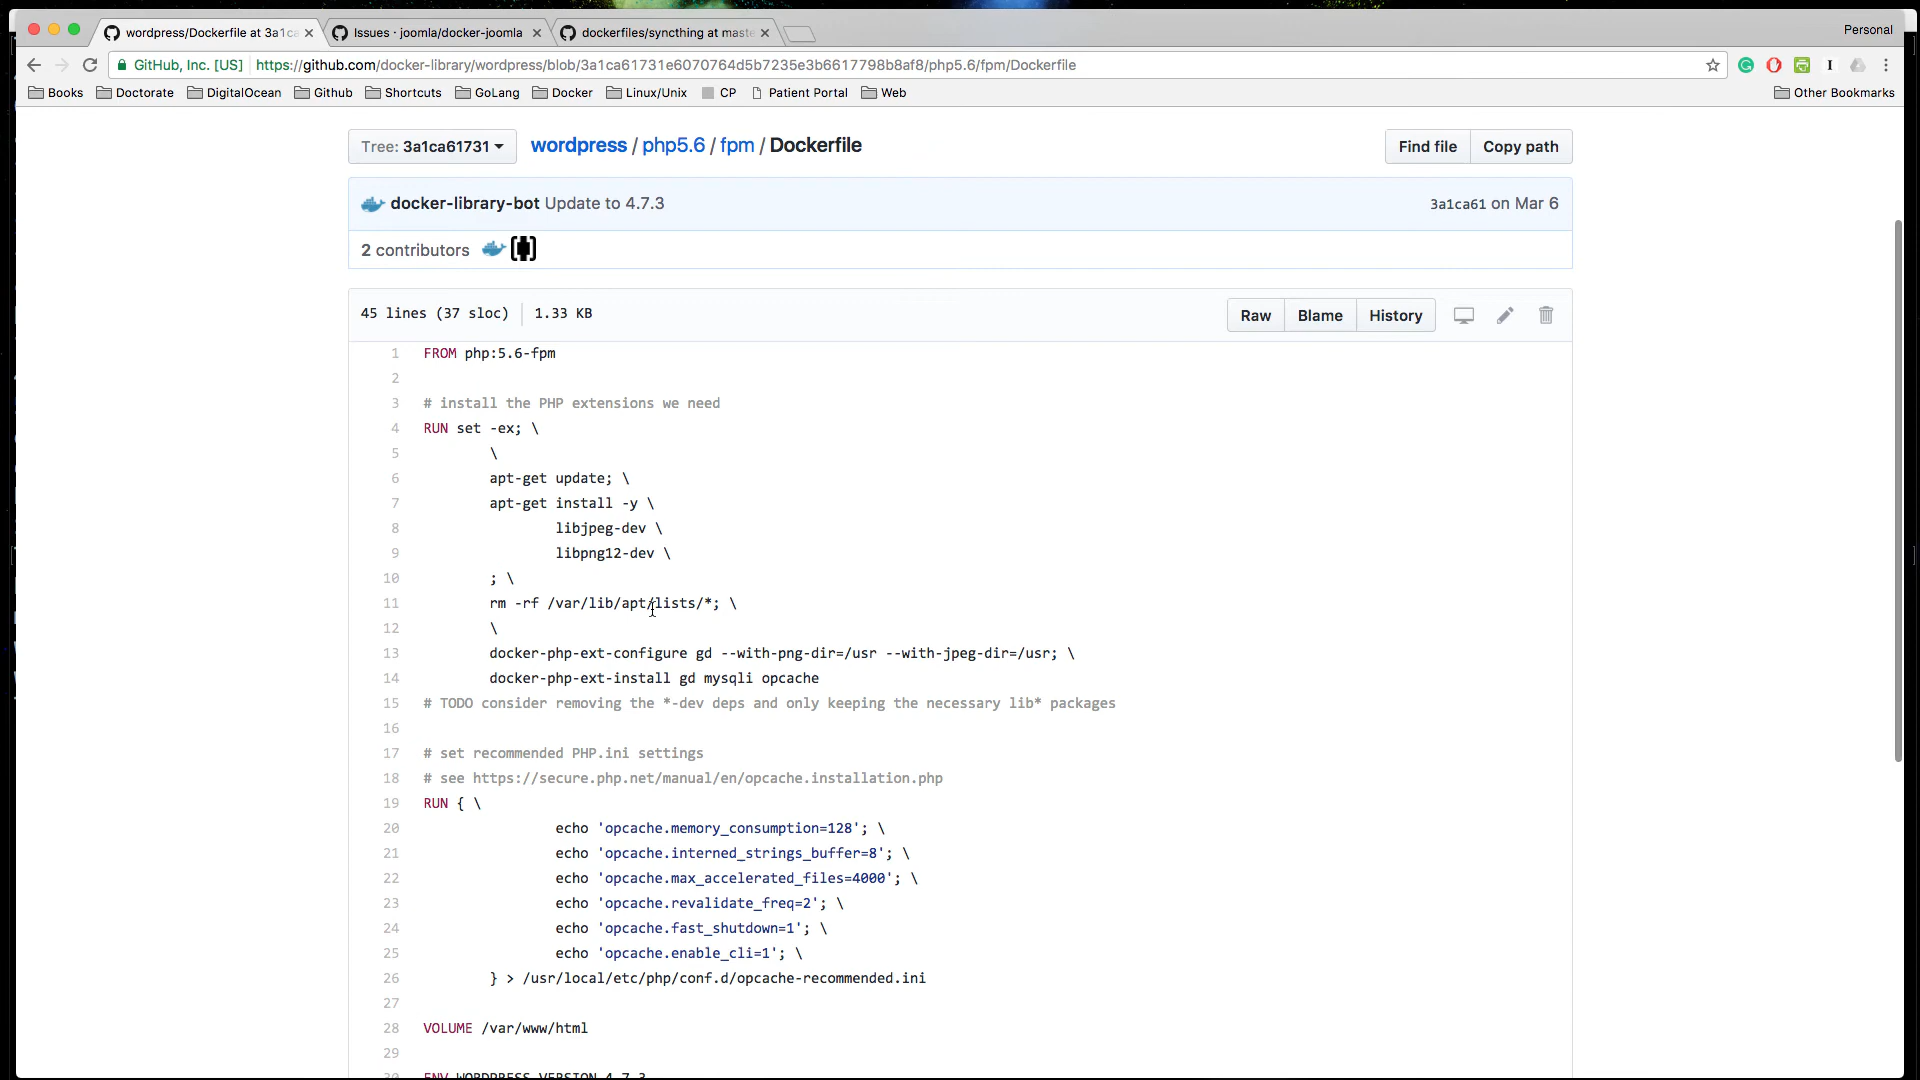 wordpress/Dockerfile at 3a1ca
Issues · joomla/docker-joomla
dockerfiles/syncthing at maste
Personal
GitHub, Inc. [US]
https://github.com/docker-library/wordpress/blob/3a1ca61731e6070764d5b7235e3b6617798b8af8/php5.6/fpm/Dockerfile
Books Doctorate DigitalOcean Github Shortcuts GoLang Docker Linux/Unix CP Patient Portal Web Other Bookmarks
Tree: 3a1ca61731
wordpress / php5.6 / fpm / Dockerfile
Find file
Copy path
docker-library-bot Update to 4.7.3
3a1ca61 on Mar 6
2 contributors
45 lines (37 sloc) 1.33 KB
Raw
Blame
History
1 FROM php:5.6-fpm
2
3 # install the PHP extensions we need
4 RUN set -ex; \
5 \
6 apt-get update; \
7 apt-get install -y \
8 libjpeg-dev \
9 libpng12-dev \
10 ; \
11 rm -rf /var/lib/apt/lists/*; \
12 \
13 docker-php-ext-configure gd --with-png-dir=/usr --with-jpeg-dir=/usr; \
14 docker-php-ext-install gd mysqli opcache
15 # TODO consider removing the *-dev deps and only keeping the necessary lib* packages
16
17 # set recommended PHP.ini settings
18 # see https://secure.php.net/manual/en/opcache.installation.php
19 RUN { \
20 echo 'opcache.memory_consumption=128'; \
21 echo 'opcache.interned_strings_buffer=8'; \
22 echo 'opcache.max_accelerated_files=4000'; \
23 echo 'opcache.revalidate_freq=2'; \
24 echo 'opcache.fast_shutdown=1'; \
25 echo 'opcache.enable_cli=1'; \
26 } > /usr/local/etc/php/conf.d/opcache-recommended.ini
27
28 VOLUME /var/www/html
29
30 ENV WORDPRESS_VERSION 4.7.3